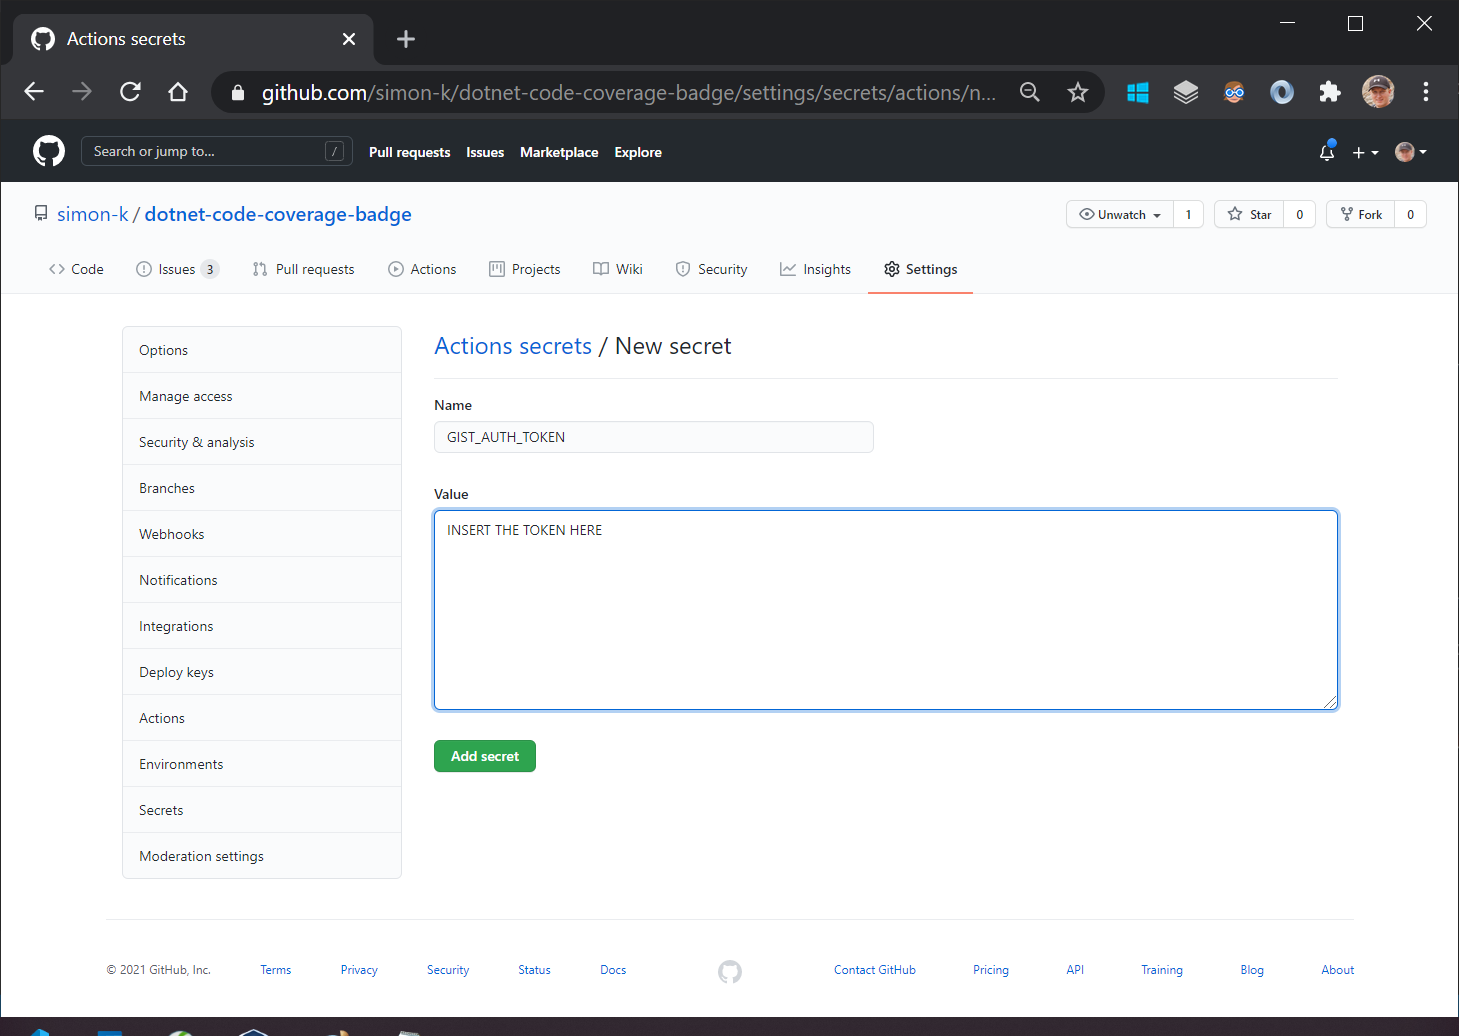 Actions secrets
github.com/simon-k/dotnet-code-coverage-badge/settings/secrets/actions/n...
Search or jump to... / Pull requests Issues Marketplace Explore
simon-k / dotnet-code-coverage-badge Unwatch 1 Star 0 Fork 0
Code Issues 3 Pull requests Actions Projects Wiki Security Insights Settings
Options
Manage access
Security & analysis
Branches
Webhooks
Notifications
Integrations
Deploy keys
Actions
Environments
Secrets
Moderation settings
Actions secrets / New secret
Name
GIST_AUTH_TOKEN
Value
INSERT THE TOKEN HERE
Add secret
© 2021 GitHub, Inc. Terms Privacy Security Status Docs Contact GitHub Pricing API Training Blog About